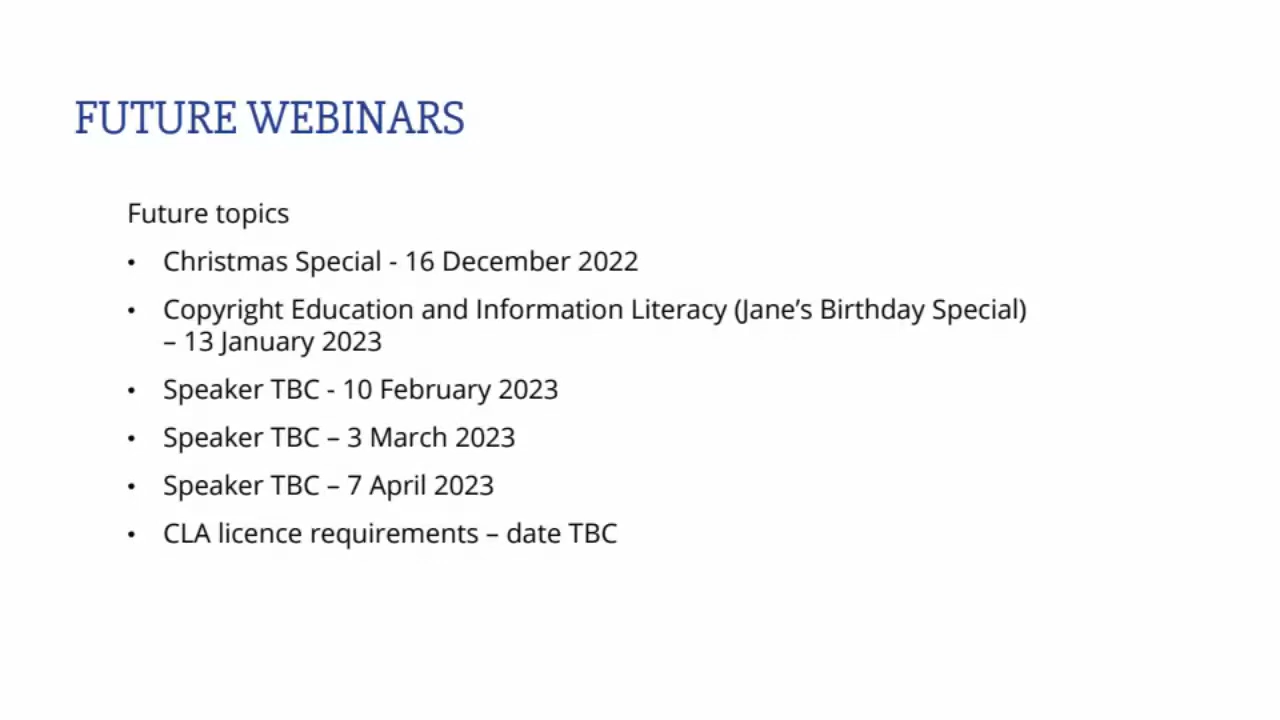 FUTURE WEBINARS
Future topics
• Christmas Special - 16 December 2022
• Copyright Education and Information Literacy (Jane’s Birthday Special)
– 13 January 2023
• Speaker TBC - 10 February 2023
• Speaker TBC – 3 March 2023
• Speaker TBC – 7 April 2023
• CLA licence requirements – date TBC